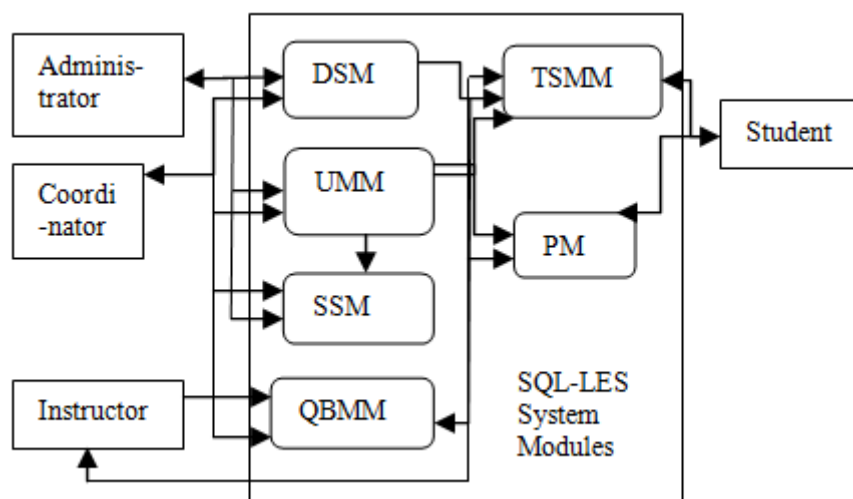 Adminis-
trator
Coordi
-nator
Instructor
DSM
UMM
SSM
QBMM
TSMM
PM
SQL-LES
System
Modules
Student